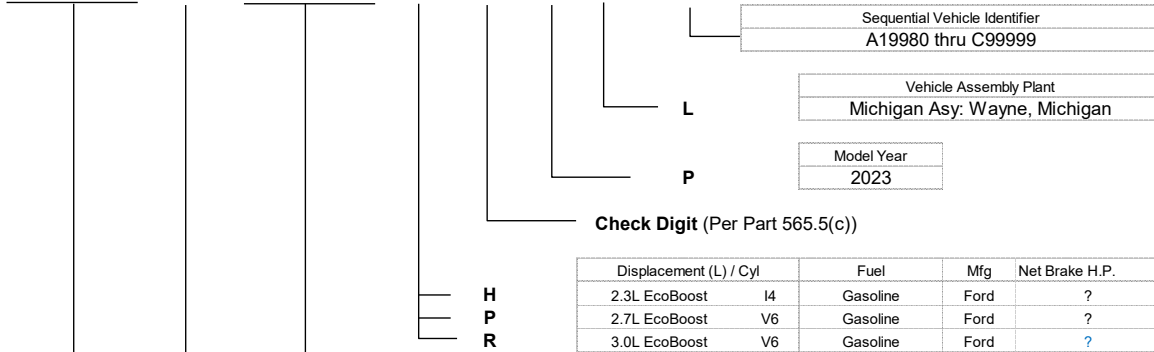 Sequential Vehicle Identifier
A19980 thru C99999
Vehicle Assembly Plant
L Michigan Asy: Wayne, Michigan
Model Year
P 2023
Check Digit (Per Part 565.5(c))
Displacement (L) / Cyl Fuel Mfg Net Brake H.P.
H 2.3L EcoBoost I4 Gasoline Ford ?
P 2.7L EcoBoost V6 Gasoline Ford ?
R 3.0L EcoBoost V6 Gasoline Ford ?